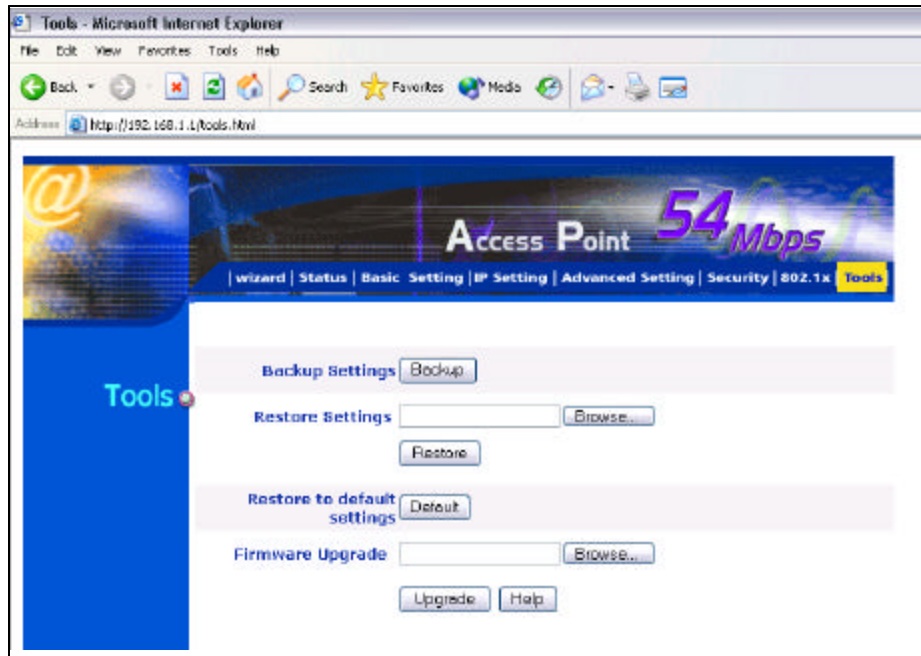 Tools - Microsoft Internet Explorer
File Edit View Favorites Tools Help
Back Search Favorites Media
Address http://192.168.1.1/tools.html
@
Access Point 54 Mbps
|wizard|Status|Basic Setting|IP Setting|Advanced Setting|Security|802.1x|Tools
Tools
Backup Settings Backup
Restore Settings Browse...
Restore
Restore to default
settings Default
Firmware Upgrade Browse...
Upgrade Help